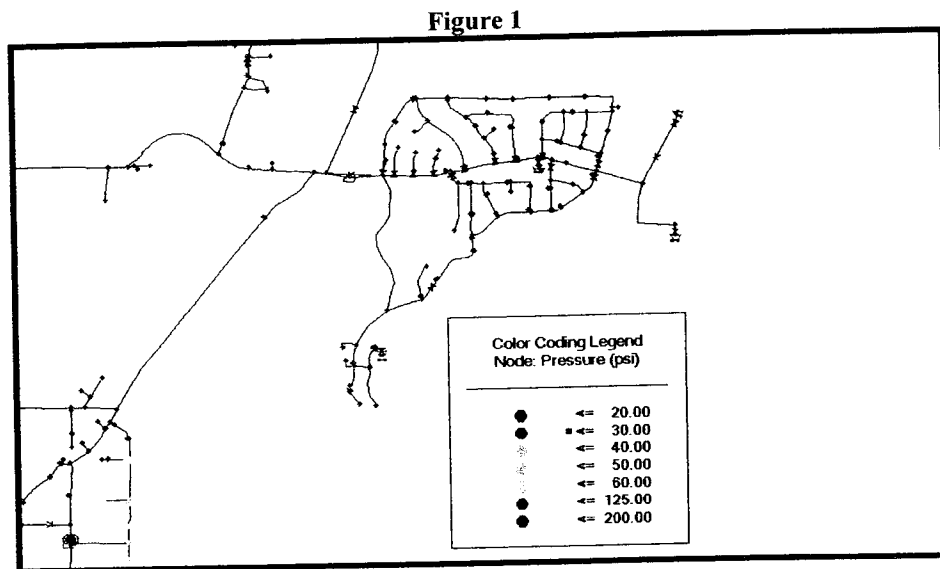 Figure 1
Color Coding Legend
Node: Pressure (psi)
<= 20.00
<= 30.00
<= 40.00
<= 50.00
<= 60.00
<= 125.00
<= 200.00